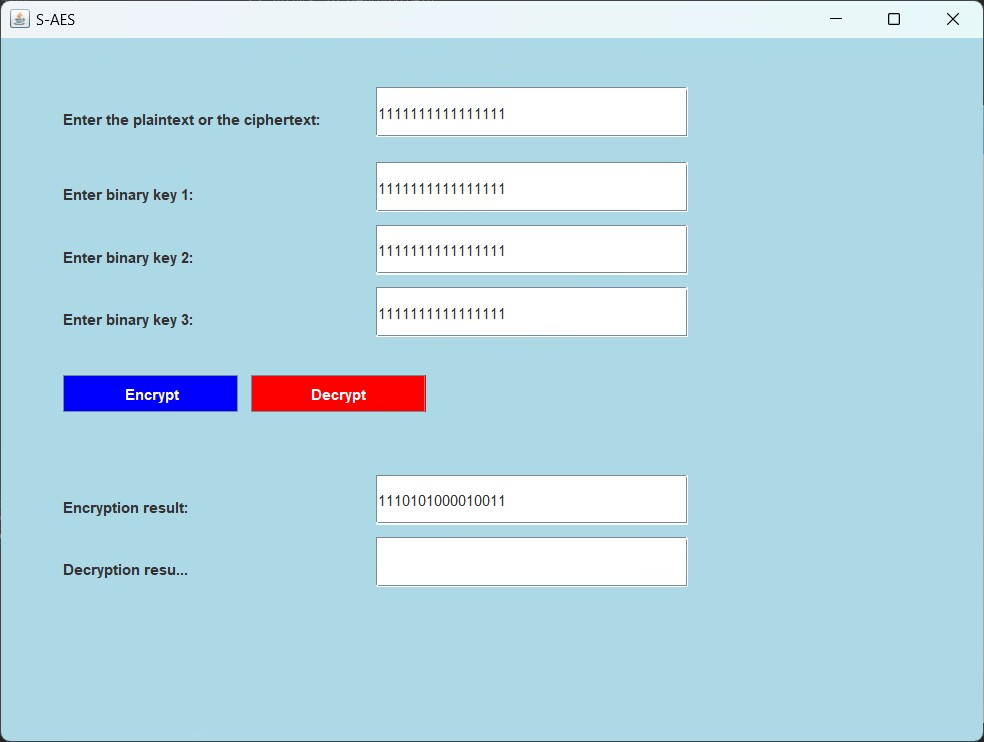 S-AES
Enter the plaintext or the ciphertext: 1111111111111111
Enter binary key 1: 1111111111111111
Enter binary key 2: 1111111111111111
Enter binary key 3: 1111111111111111
Encrypt Decrypt
Encryption result: 1110101000010011
Decryption resu...